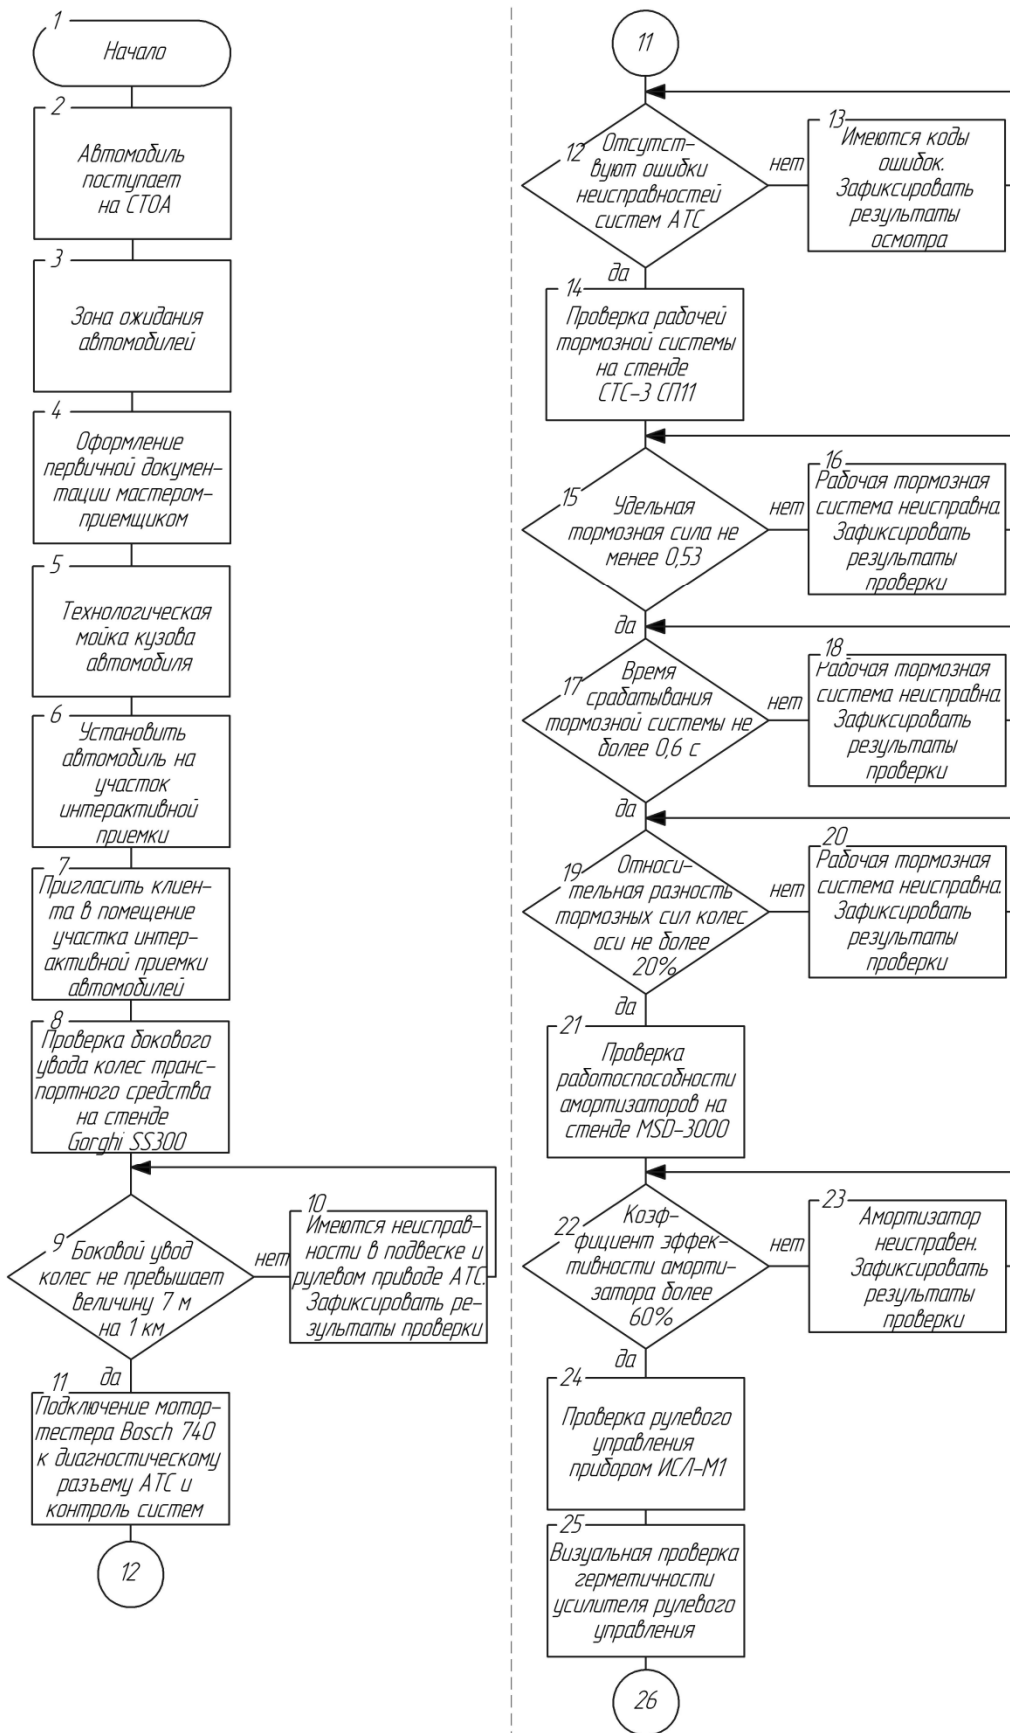 1
Начало
2
Автомобиль
поступает
на СТОА
3
Зона ожидания
автомобилей
4
Оформление
первичной докумен-
тации мастером-
приемщиком
5
Технологическая
мойка кузова
автомобиля
6
Установить
автомобиль на
участок
интерактивной
приемки
7
Пригласить клиен-
та в помещение
участка интер-
активной приемки
автомобилей
8
Проверка бокового
увода колес транс-
портного средства
на стенде
Gorghi SS300
9
Боковой увод
колес не превышает
величину 7 м
на 1 км
нет
10
Имеются неисправ-
ности в подвеске и
рулевом приводе АТС.
Зафиксировать ре-
зультаты проверки
да
11
Подключение мотор-
тестера Bosch 740
к диагностическому
разъему АТС и
контроль систем
12
11
12
Отсутст-
вуют ошибки
неисправностей
систем АТС
нет
13
Имеются коды
ошибок.
Зафиксировать
результаты
осмотра
да
14
Проверка рабочей
тормозной системы
на стенде
СТС-3 СП11
15
Удельная
тормозная сила не
менее 0,53
нет
16
Рабочая тормозная
система неисправна.
Зафиксировать
результаты
проверки
да
17
Время
срабатывания
тормозной системы не
более 0,6 с
нет
18
Рабочая тормозная
система неисправна.
Зафиксировать
результаты
проверки
да
19
Относи-
тельная разность
тормозных сил колес
оси не более
20%
нет
20
Рабочая тормозная
система неисправна.
Зафиксировать
результаты
проверки
да
21
Проверка
работоспособности
амортизаторов на
стенде MSD-3000
22
Коэф-
фициент эффек-
тивности аморти-
затора более
60%
нет
23
Амортизатор
неисправен.
Зафиксировать
результаты
проверки
да
24
Проверка рулевого
управления
прибором ИСЛ-М1
25
Визуальная проверка
герметичности
усилителя рулевого
управления
26